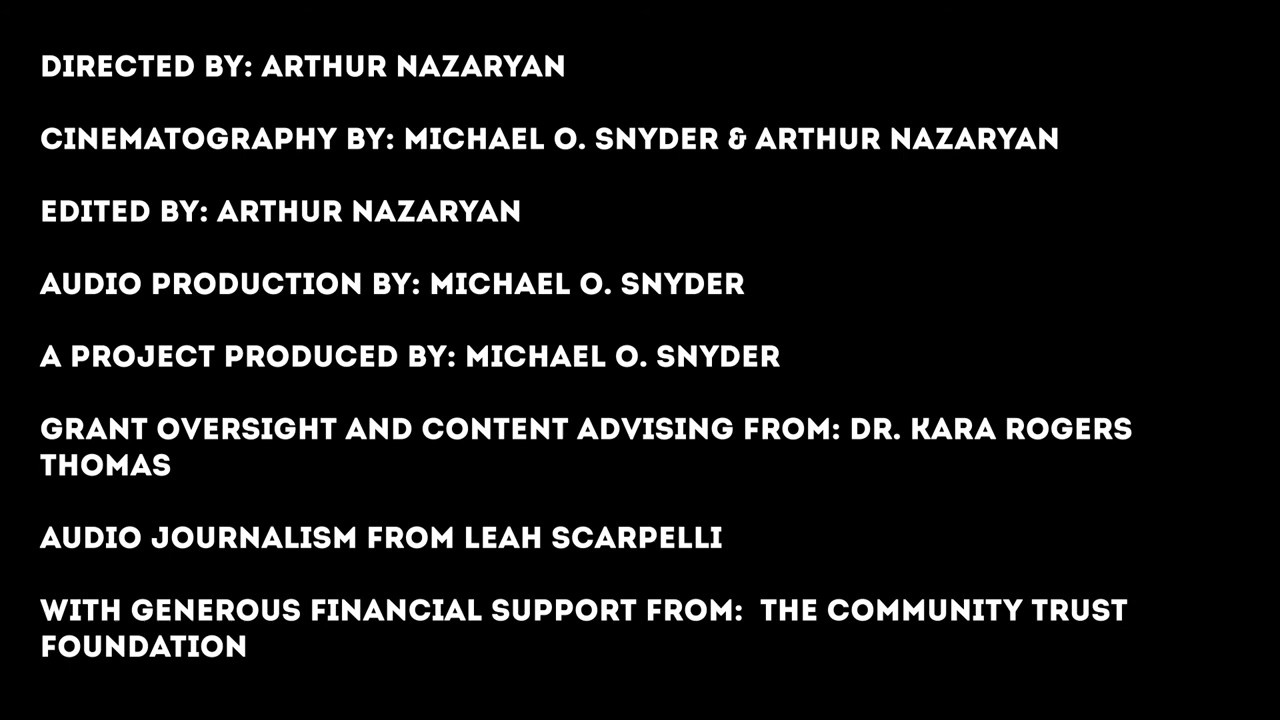 DIRECTED BY: ARTHUR NAZARYAN
CINEMATOGRAPHY BY: MICHAEL O. SNYDER & ARTHUR NAZARYAN
EDITED BY: ARTHUR NAZARYAN
AUDIO PRODUCTION BY: MICHAEL O. SNYDER
A PROJECT PRODUCED BY: MICHAEL O. SNYDER
GRANT OVERSIGHT AND CONTENT ADVISING FROM: DR. KARA ROGERS
THOMAS
AUDIO JOURNALISM FROM LEAH SCARPELLI
WITH GENEROUS FINANCIAL SUPPORT FROM:  THE COMMUNITY TRUST
FOUNDATION